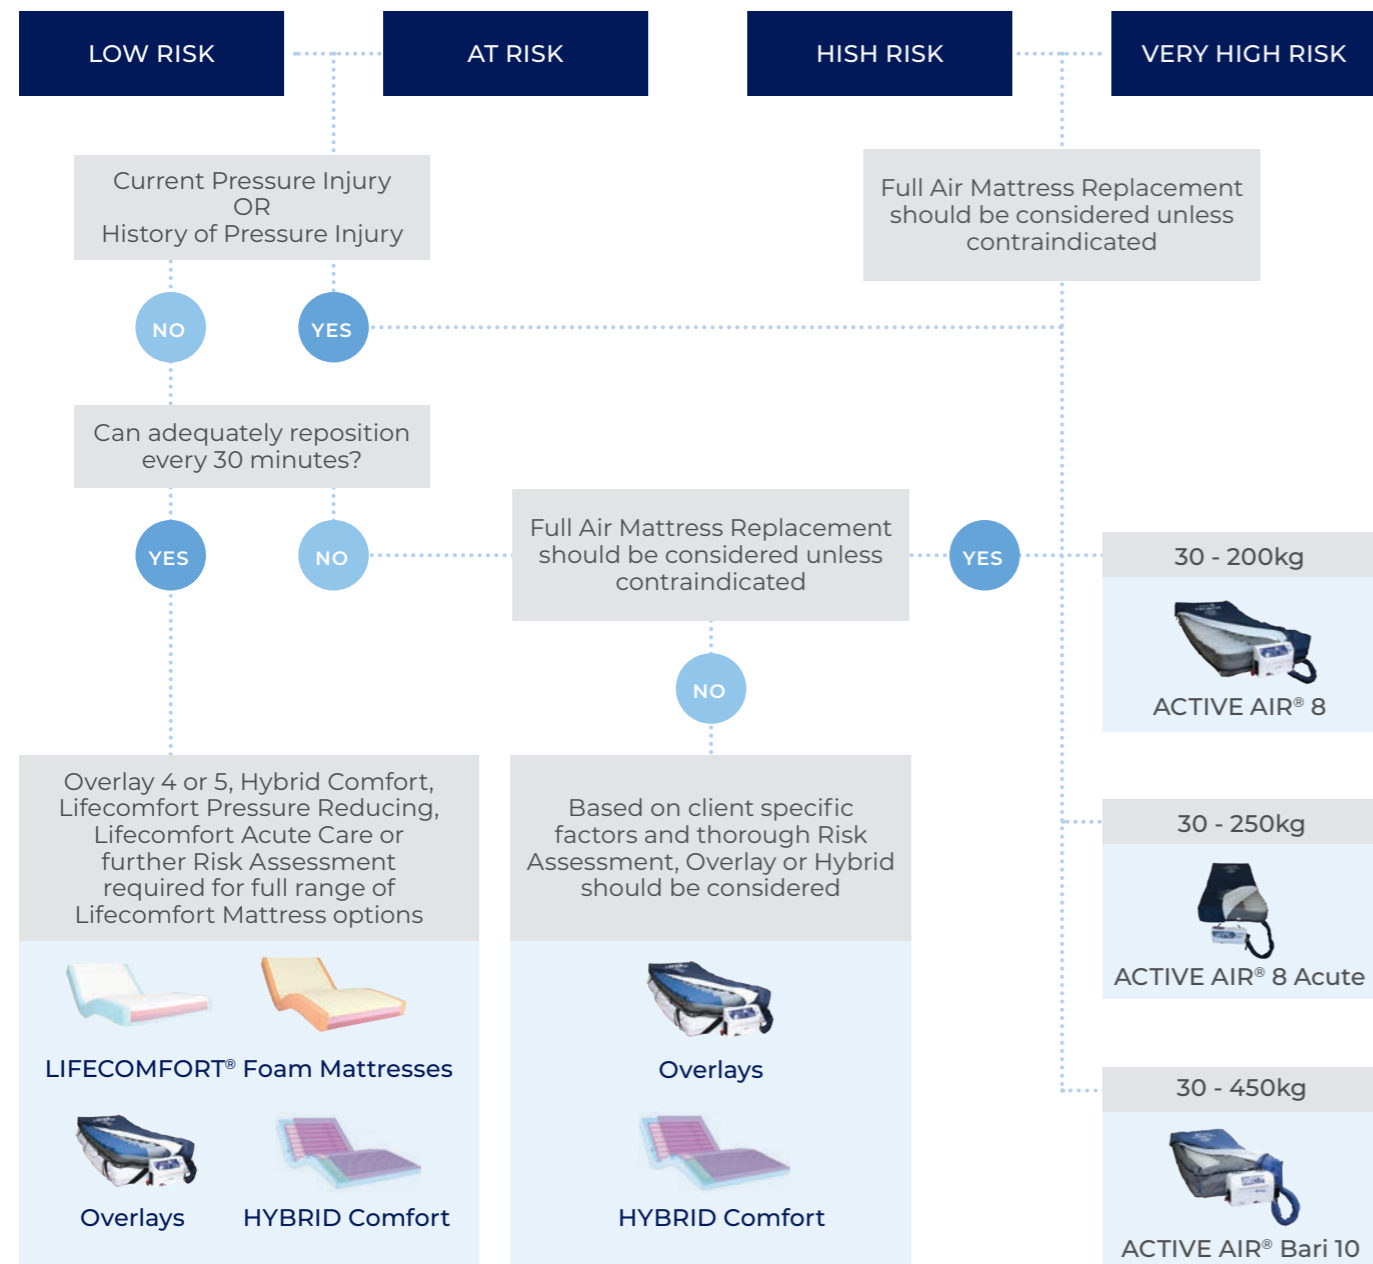 LOW RISK
AT RISK
HISH RISK
VERY HIGH RISK
Current Pressure Injury
OR
History of Pressure Injury
Full Air Mattress Replacement
should be considered unless
contraindicated
NO
YES
Can adequately reposition
every 30 minutes?
YES
NO
Full Air Mattress Replacement
should be considered unless
contraindicated
YES
NO
30 - 200kg
ACTIVE AIR® 8
Overlay 4 or 5, Hybrid Comfort,
Lifecomfort Pressure Reducing,
Lifecomfort Acute Care or
further Risk Assessment
required for full range of
Lifecomfort Mattress options
LIFECOMFORT® Foam Mattresses
Overlays
HYBRID Comfort
Based on client specific
factors and thorough Risk
Assessment, Overlay or Hybrid
should be considered
Overlays
HYBRID Comfort
30 - 250kg
ACTIVE AIR® 8 Acute
30 - 450kg
ACTIVE AIR® Bari 10